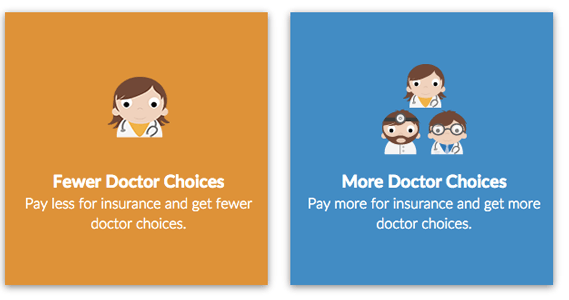 Fewer Doctor Choices
Pay less for insurance and get fewer
doctor choices.
More Doctor Choices
Pay more for insurance and get more
doctor choices.